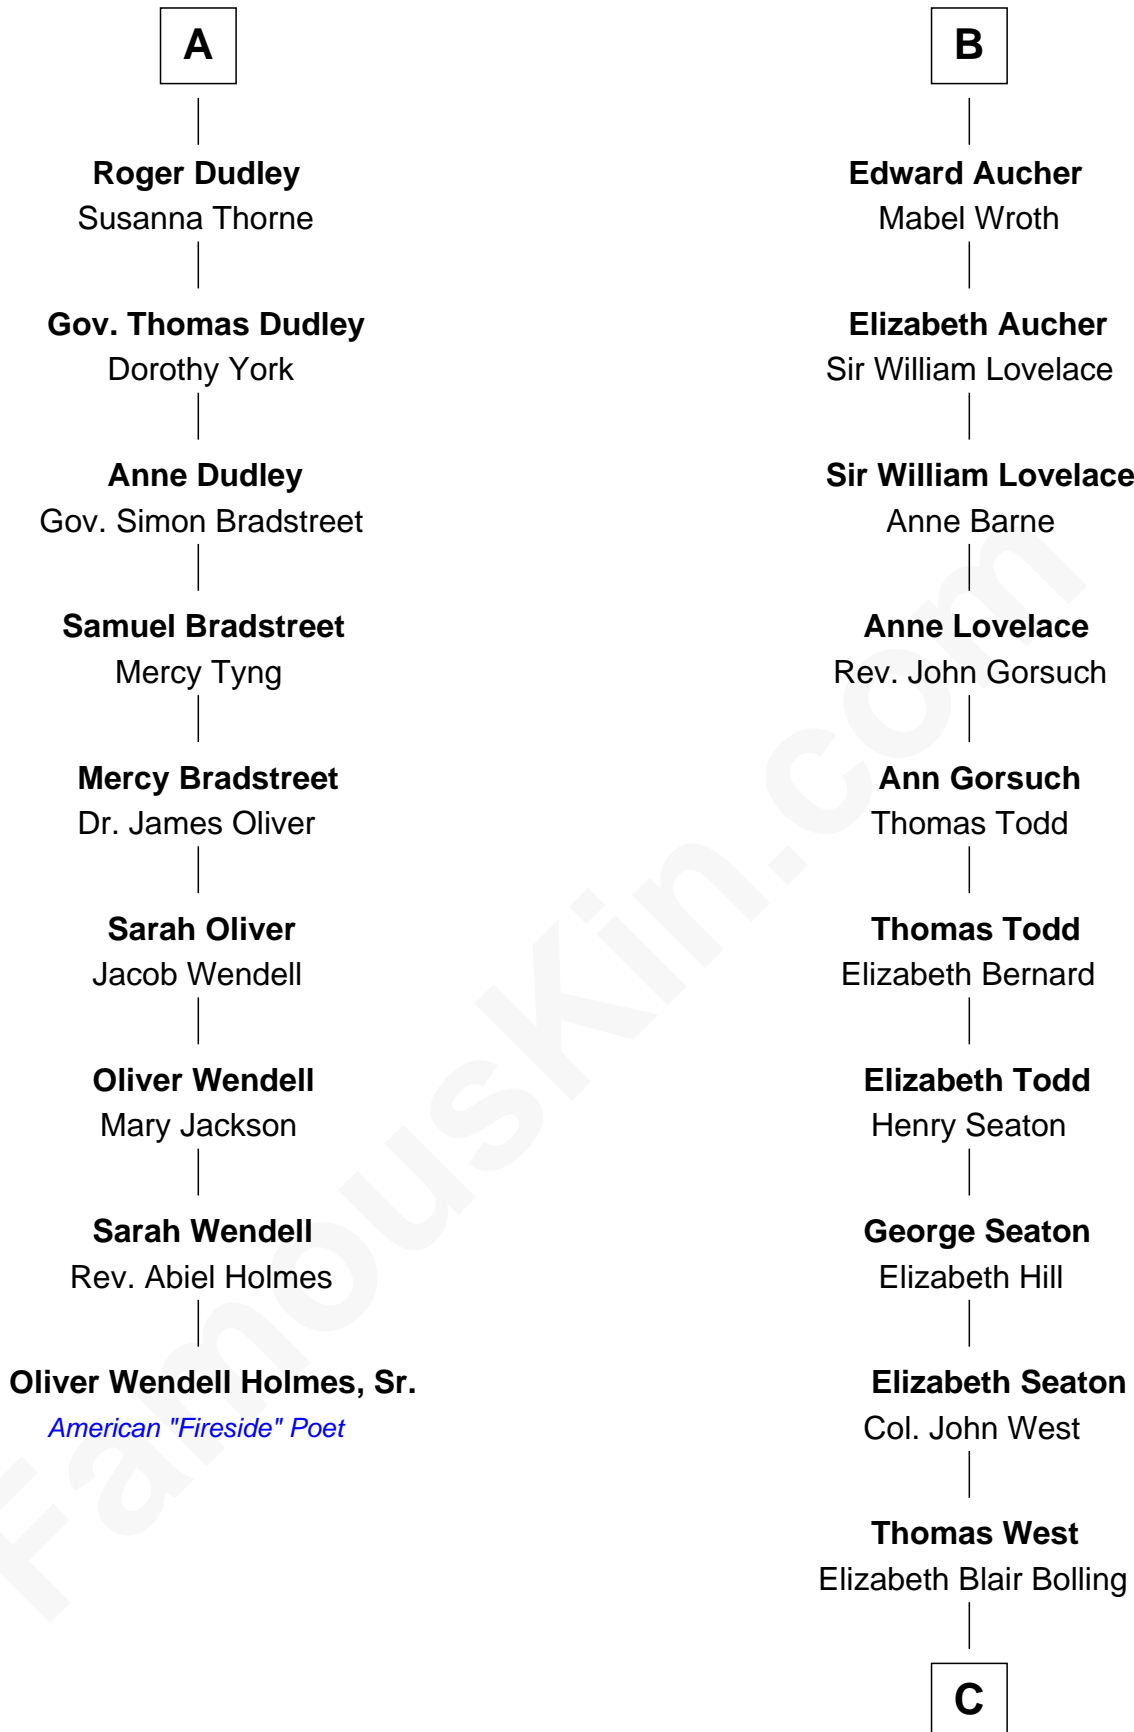 A
Roger Dudley
Susanna Thorne
Gov. Thomas Dudley
Dorothy York
Anne Dudley
Gov. Simon Bradstreet
Samuel Bradstreet
Mercy Tyng
Mercy Bradstreet
Dr. James Oliver
Sarah Oliver
Jacob Wendell
Oliver Wendell
Mary Jackson
Sarah Wendell
Rev. Abiel Holmes
Oliver Wendell Holmes, Sr.
American "Fireside" Poet
B
Edward Aucher
Mabel Wroth
Elizabeth Aucher
Sir William Lovelace
Sir William Lovelace
Anne Barne
Anne Lovelace
Rev. John Gorsuch
Ann Gorsuch
Thomas Todd
Thomas Todd
Elizabeth Bernard
Elizabeth Todd
Henry Seaton
George Seaton
Elizabeth Hill
Elizabeth Seaton
Col. John West
Thomas West
Elizabeth Blair Bolling
C
FamousKin.com